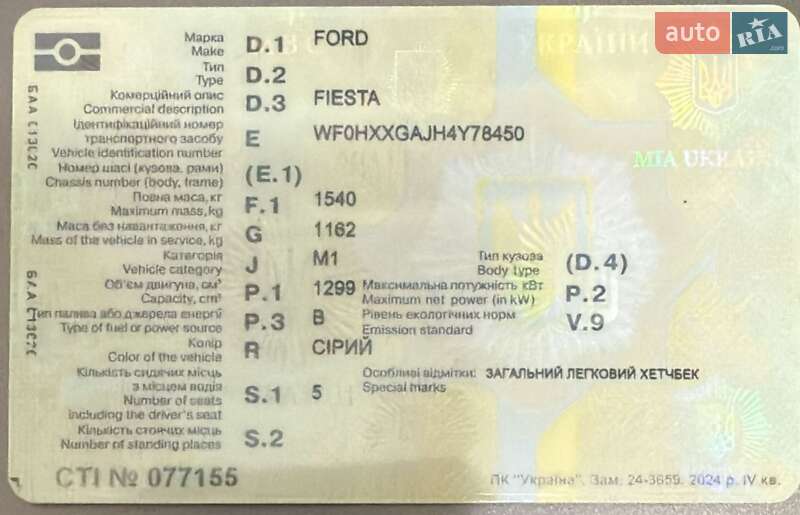 auto RIA.com
Марка D.1 FORD
Make
Тип D.2
Type
Комерційний опис D.3 FIESTA
Commercial description
Ідентифікаційний номер
транспортного засобу E WF0HXXGAJH4Y78450
Vehicle identification number
MIA UKRAINE
Номер шасі (кузова, рами) (E.1)
Chassis number (body, frame)
Повна маса, кг F.1 1540
Maximum mass, kg
Маса без навантаження, кг G 1162
Mass of the vehicle in service, kg
Категорія J M1 Тип кузова (D.4)
Vehicle category Body type
Об'єм двигуна, см³ P.1 1299 Максимальна потужність кВт P.2
Capacity, cm³ Maximum net power (in kW)
Тип палива або джерела енергії P.3 B Рівень екологічних норм V.9
Type of fuel or power source Emission standard
Колір R СІРИЙ
Color of the vehicle
Кількість сидячих місць Особливі відмітки: ЗАГАЛЬНИЙ ЛЕГКОВИЙ ХЕТЧБЕК
з місцем водія S.1 5 Special marks
Number of seats
including the driver's seat
Кількість стоячих місць S.2
Number of standing places
СТІ № 077155
ПК "Україна". Зам. 24-3659. 2024 р. IV кв.